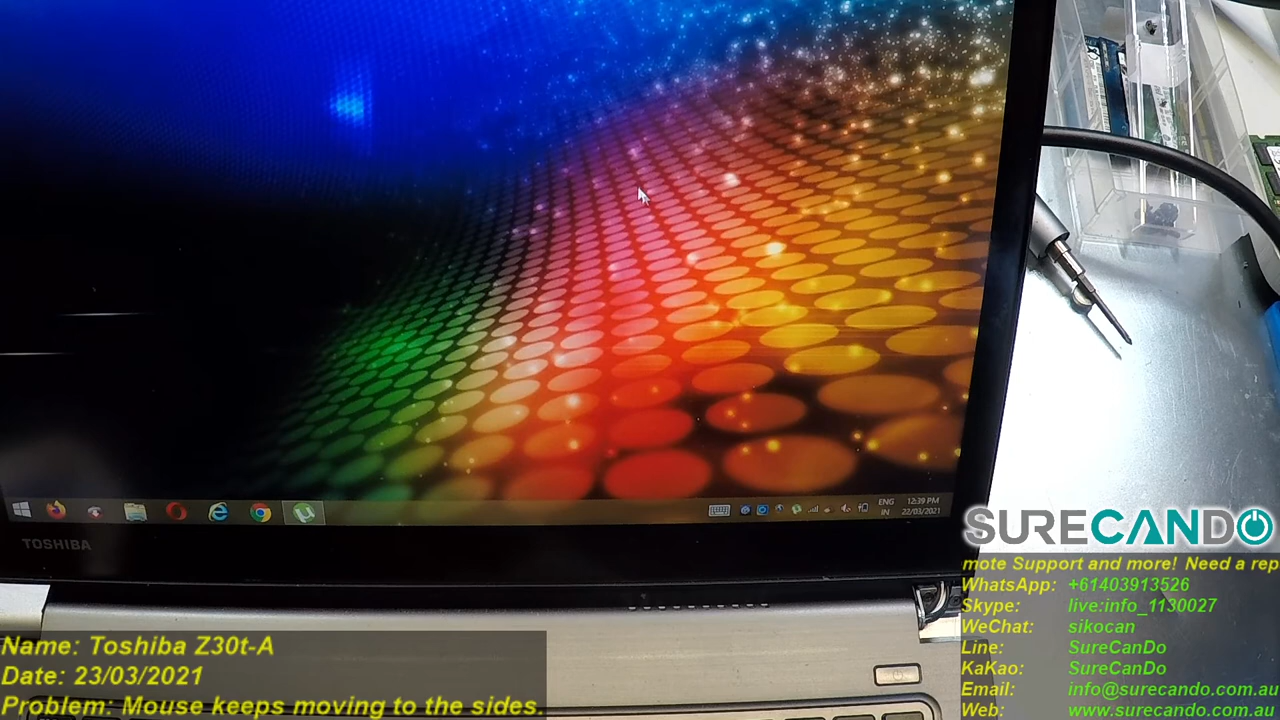 ENG
12:39 PM
IN
22/03/2021
TOSHIBA
SURECANDO
mote Support and more! Need a rep
WhatsApp: +61403913526
Skype: live:info_1130027
WeChat: sikocan
Line: SureCanDo
KaKao: SureCanDo
Email: info@surecando.com.au
Web: www.surecando.com.au
Name: Toshiba Z30t-A
Date: 23/03/2021
Problem: Mouse keeps moving to the sides.